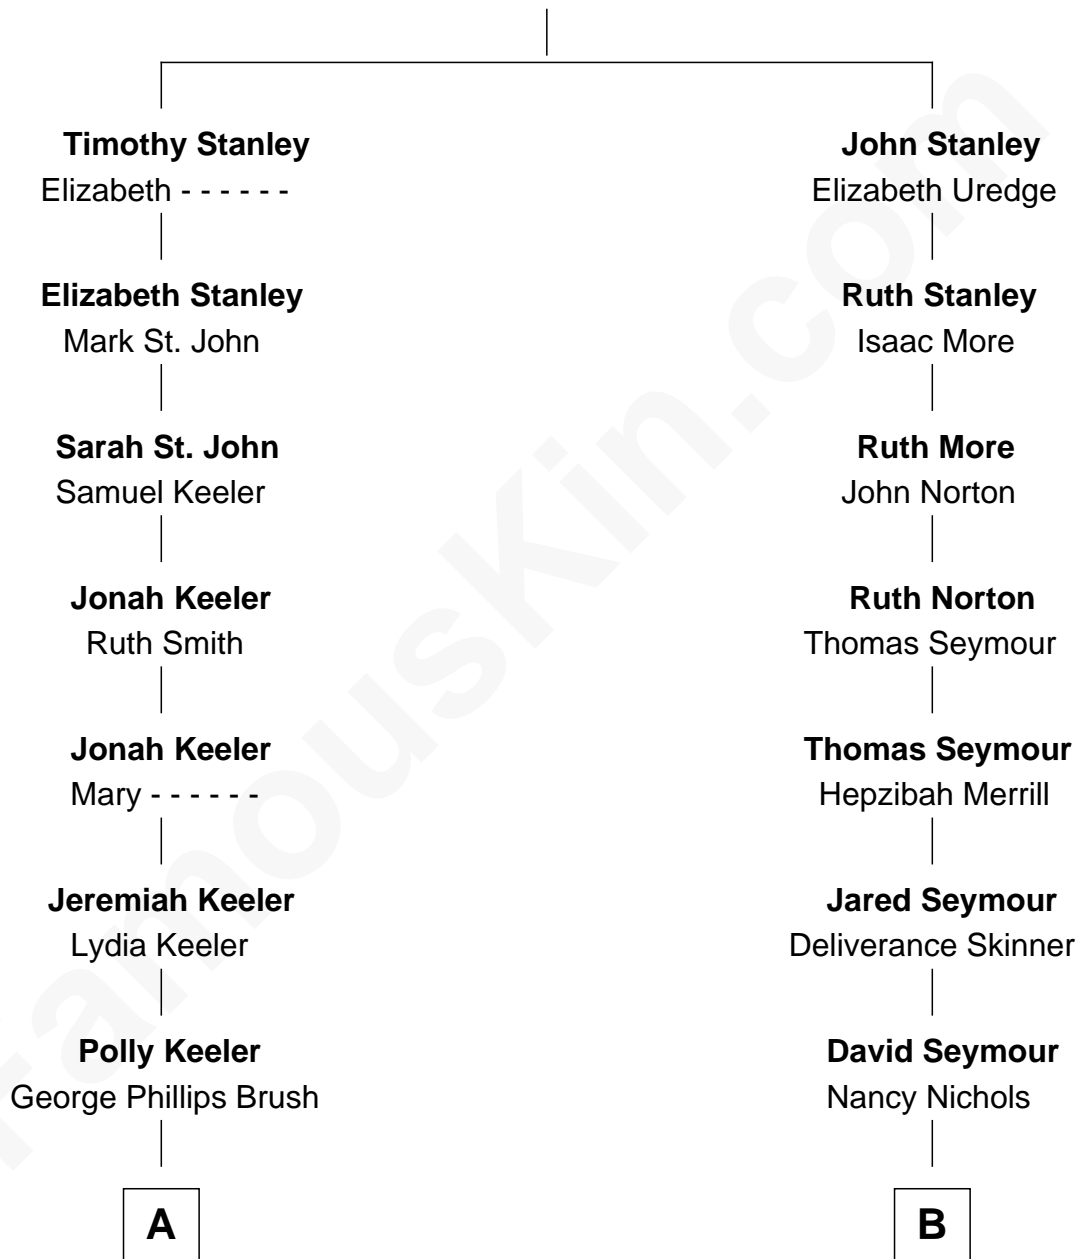 Timothy Stanley
Elizabeth - - - - - -
Elizabeth Stanley
Mark St. John
Sarah St. John
Samuel Keeler
Jonah Keeler
Ruth Smith
Jonah Keeler
Mary - - - - - -
Jeremiah Keeler
Lydia Keeler
Polly Keeler
George Phillips Brush
A
John Stanley
Elizabeth Uredge
Ruth Stanley
Isaac More
Ruth More
John Norton
Ruth Norton
Thomas Seymour
Thomas Seymour
Hepzibah Merrill
Jared Seymour
Deliverance Skinner
David Seymour
Nancy Nichols
B
FamousKin.com